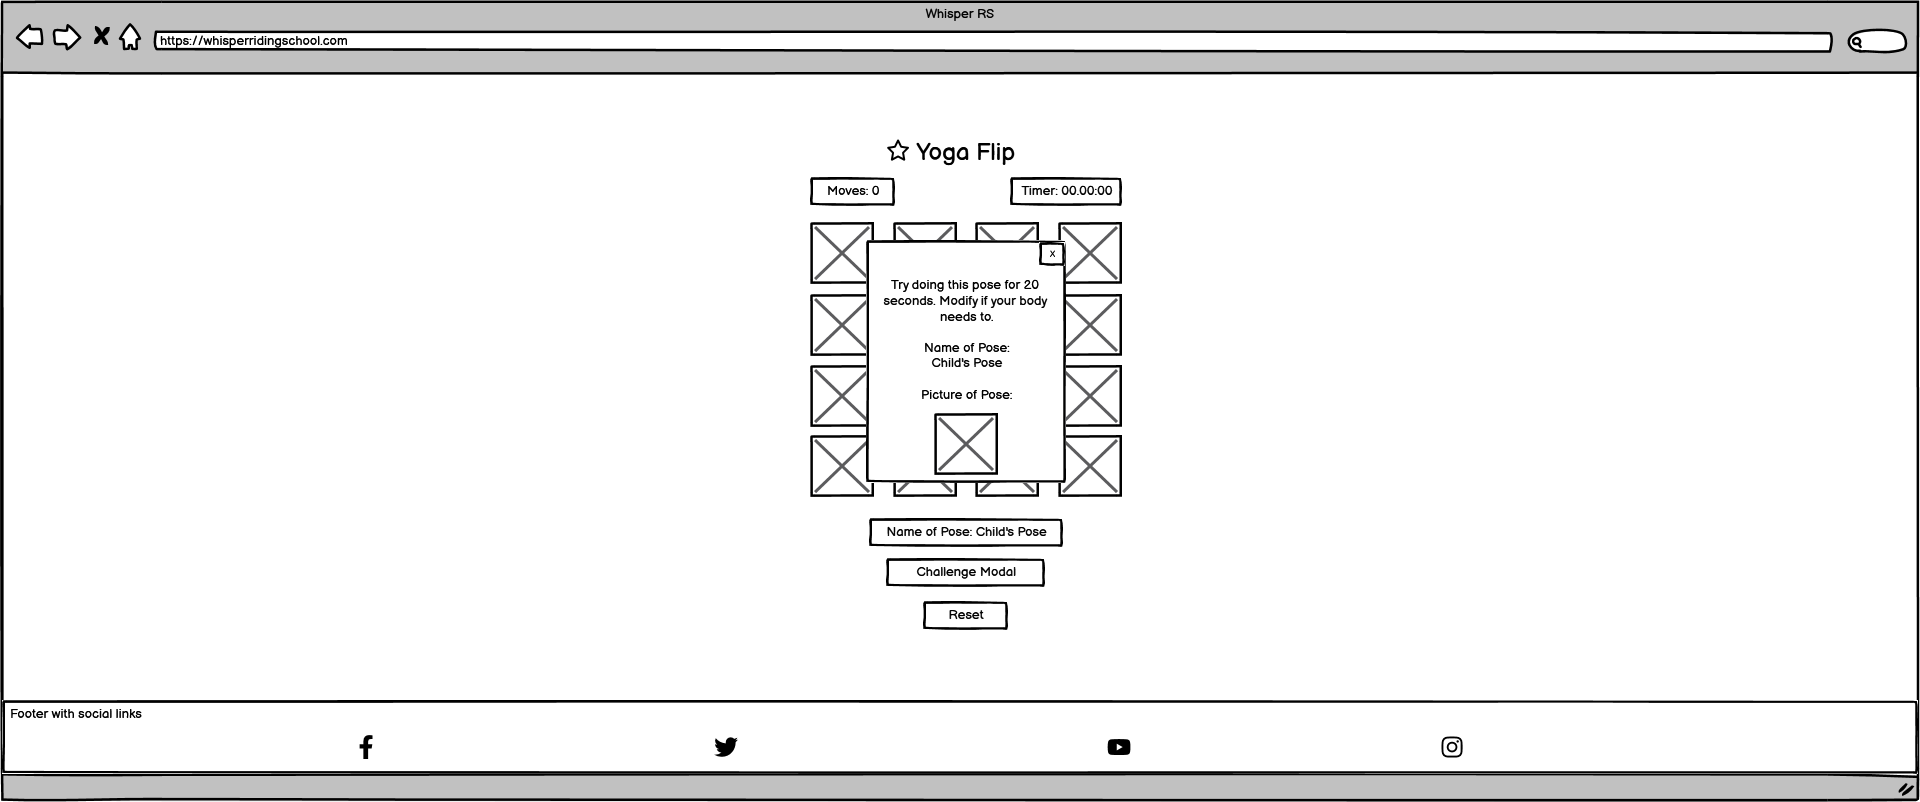 Whisper RS
https://whisperridingschool.com
Yoga Flip
Moves: 0
Timer: 00.00:00
x
Try doing this pose for 20
seconds. Modify if your body
needs to.
Name of Pose:
Child's Pose
Picture of Pose:
Name of Pose: Child's Pose
Challenge Modal
Reset
Footer with social links